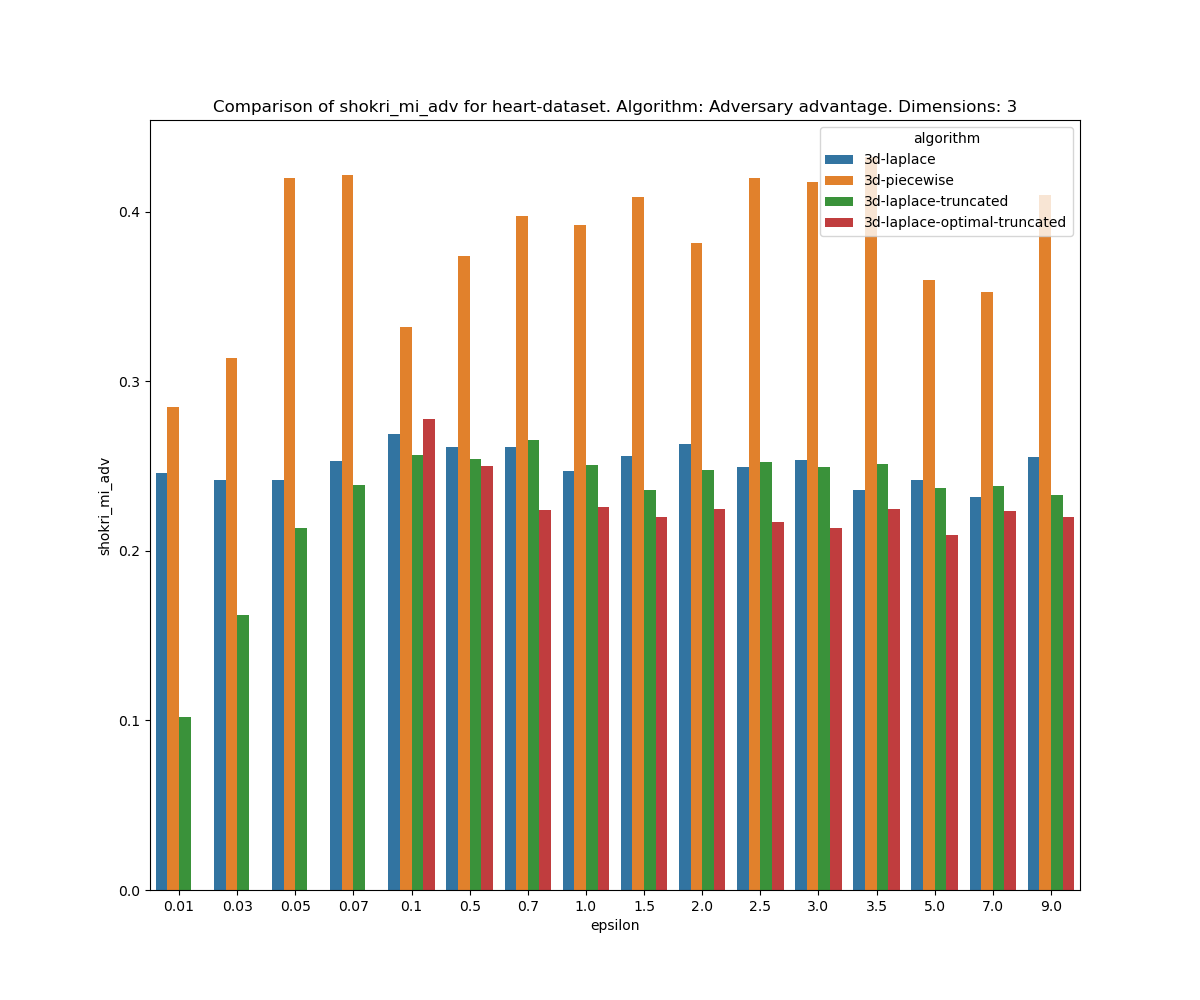 Comparison of shokri_mi_adv for heart-dataset. Algorithm: Adversary advantage. Dimensions: 3
algorithm
3d-laplace
3d-piecewise
3d-laplace-truncated
3d-laplace-optimal-truncated
0.4
0.3
0.2
0.1
0.0
shokri_mi_adv
0.01 0.03 0.05 0.07 0.1 0.5 0.7 1.0 1.5 2.0 2.5 3.0 3.5 5.0 7.0 9.0
epsilon